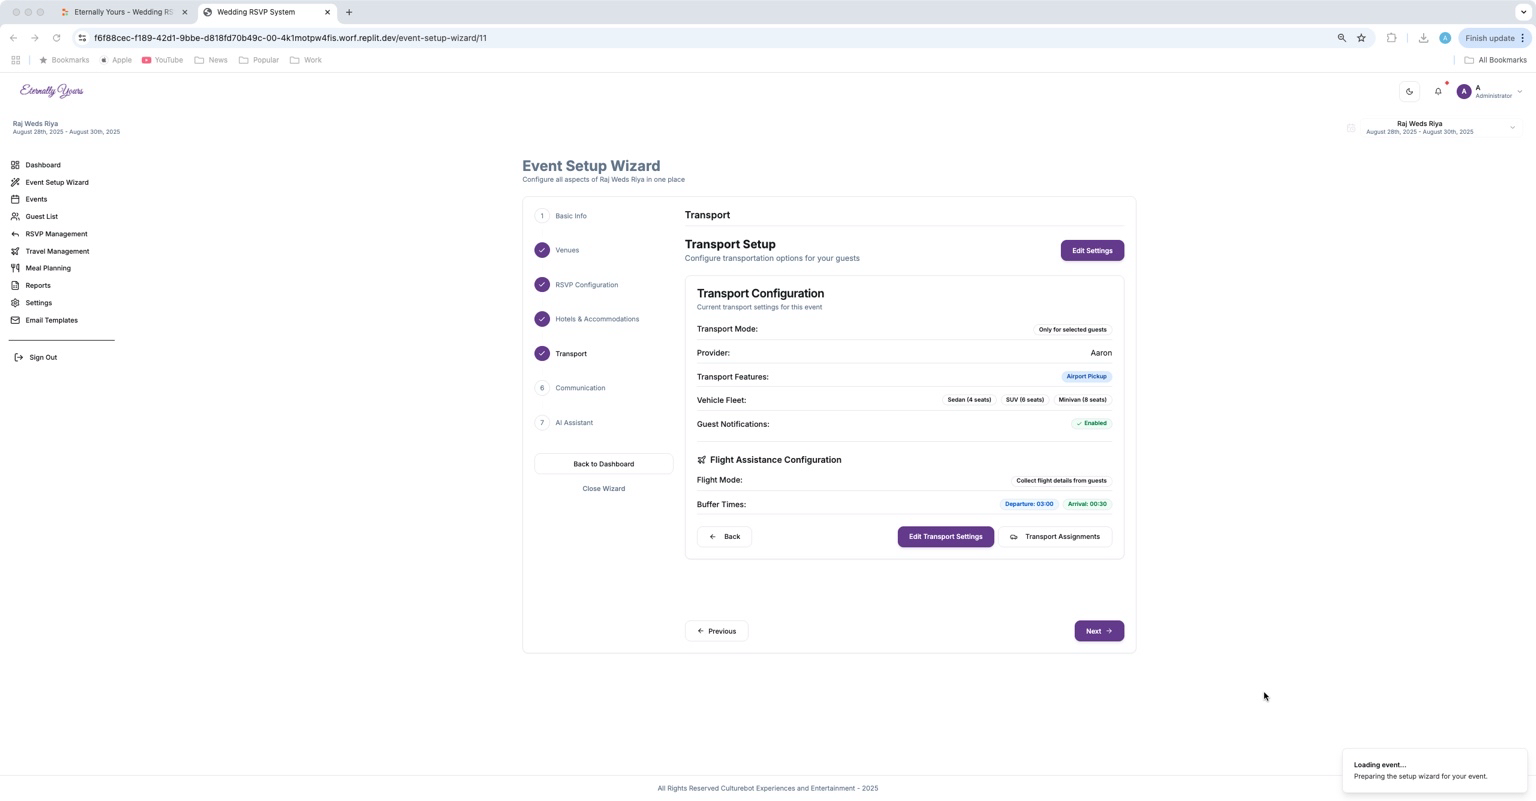 Eternally Yours - Wedding RS
Wedding RSVP System
f6f88cec-f189-42d1-9bbe-d818fd70b49c-00-4k1motpw4fis.worf.replit.dev/event-setup-wizard/11
A
Finish update
Bookmarks
Apple
YouTube
News
Popular
Work
All Bookmarks
Eternally Yours
A
A
Administrator
Raj Weds Riya
August 28th, 2025 - August 30th, 2025
Raj Weds Riya
August 28th, 2025 - August 30th, 2025
Dashboard
Event Setup Wizard
Events
Guest List
RSVP Management
Travel Management
Meal Planning
Reports
Settings
Email Templates
Sign Out
Event Setup Wizard
Configure all aspects of Raj Weds Riya in one place
1 Basic Info
Venues
RSVP Configuration
Hotels & Accommodations
Transport
6 Communication
7 AI Assistant
Back to Dashboard
Close Wizard
Transport
Transport Setup
Configure transportation options for your guests
Edit Settings
Transport Configuration
Current transport settings for this event
Transport Mode: Only for selected guests
Provider: Aaron
Transport Features: Airport Pickup
Vehicle Fleet: Sedan (4 seats) SUV (6 seats) Minivan (8 seats)
Guest Notifications: Enabled
Flight Assistance Configuration
Flight Mode: Collect flight details from guests
Buffer Times: Departure: 03:00 Arrival: 00:30
Back
Edit Transport Settings
Transport Assignments
Previous
Next
Loading event...
Preparing the setup wizard for your event.
All Rights Reserved Culturebot Experiences and Entertainment - 2025